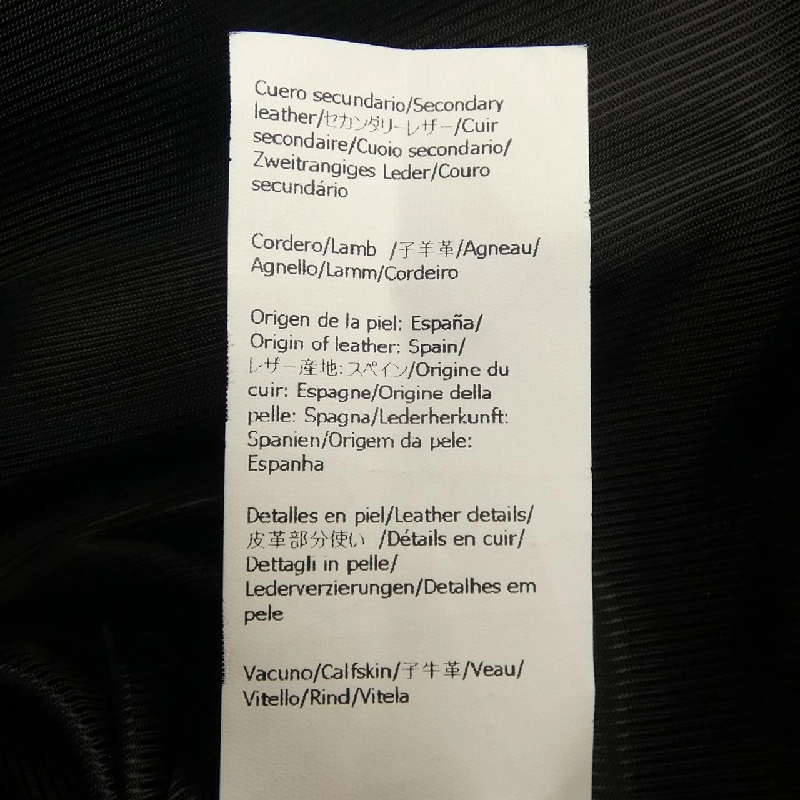 Cuero secundario/Secondary
leather/セカンダリーレザー/Cuir
secondaire/Cuoio secondario/
Zweitrangiges Leder/Couro
secundário
Cordero/Lamb /子羊革/Agneau/
Agnello/Lamm/Cordeiro
Origen de la piel: España/
Origin of leather: Spain/
レザー産地: スペイン/Origine du
cuir: Espagne/Origine della
pelle: Spagna/Lederherkunft:
Spanien/Origem da pele:
Espanha
Detalles en piel/Leather details/
皮革部分使い /Détails en cuir/
Dettagli in pelle/
Lederverzierungen/Detalhes em
pele
Vacuno/Calfskin/子牛革/Veau/
Vitello/Rind/Vitela